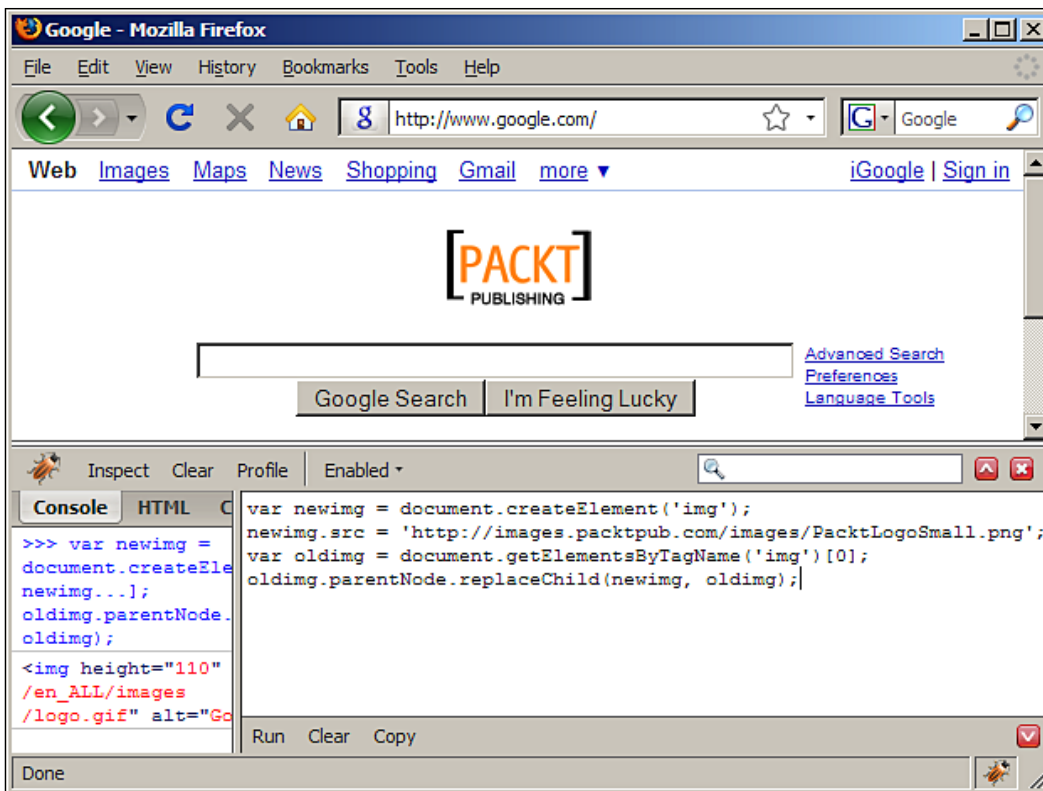 Google - Mozilla Firefox
File Edit View History Bookmarks Tools Help
g http://www.google.com/ G Google
Web Images Maps News Shopping Gmail more ▼ iGoogle | Sign in
[PACKT]
PUBLISHING
Advanced Search
Preferences
Google Search I'm Feeling Lucky
Language Tools
Inspect Clear Profile Enabled
Console HTML C
>>> var newimg =
document.createEle
newimg...];
oldimg.parentNode.
oldimg);
<img height="110"
/en_ALL/images
/logo.gif" alt="Go
var newimg = document.createElement('img');
newimg.src = 'http://images.packtpub.com/images/PacktLogoSmall.png';
var oldimg = document.getElementsByTagName('img')[0];
oldimg.parentNode.replaceChild(newimg, oldimg);
Run Clear Copy
Done